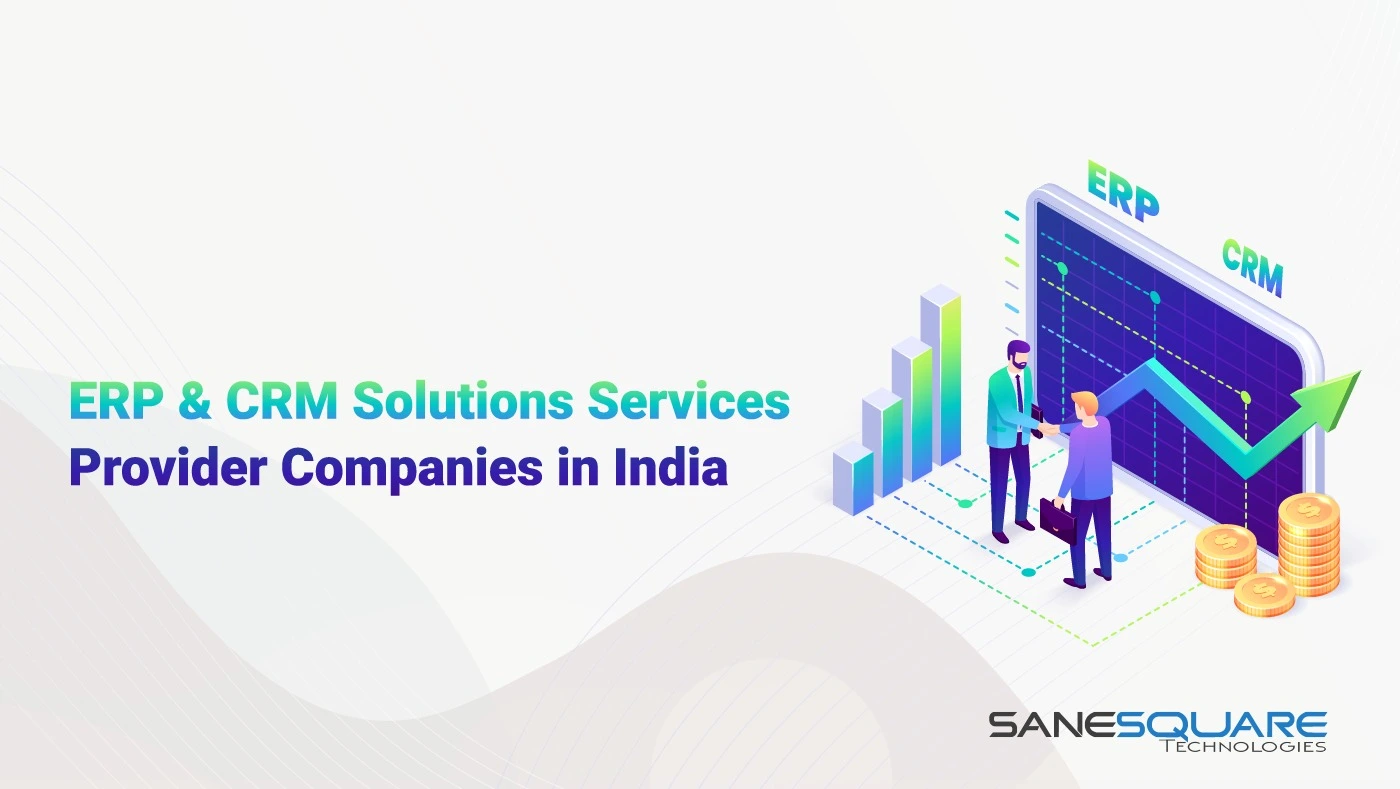 ERP
CRM
ERP & CRM Solutions Services
Provider Companies in India
SANESQUARE
TECHNOLOGIES